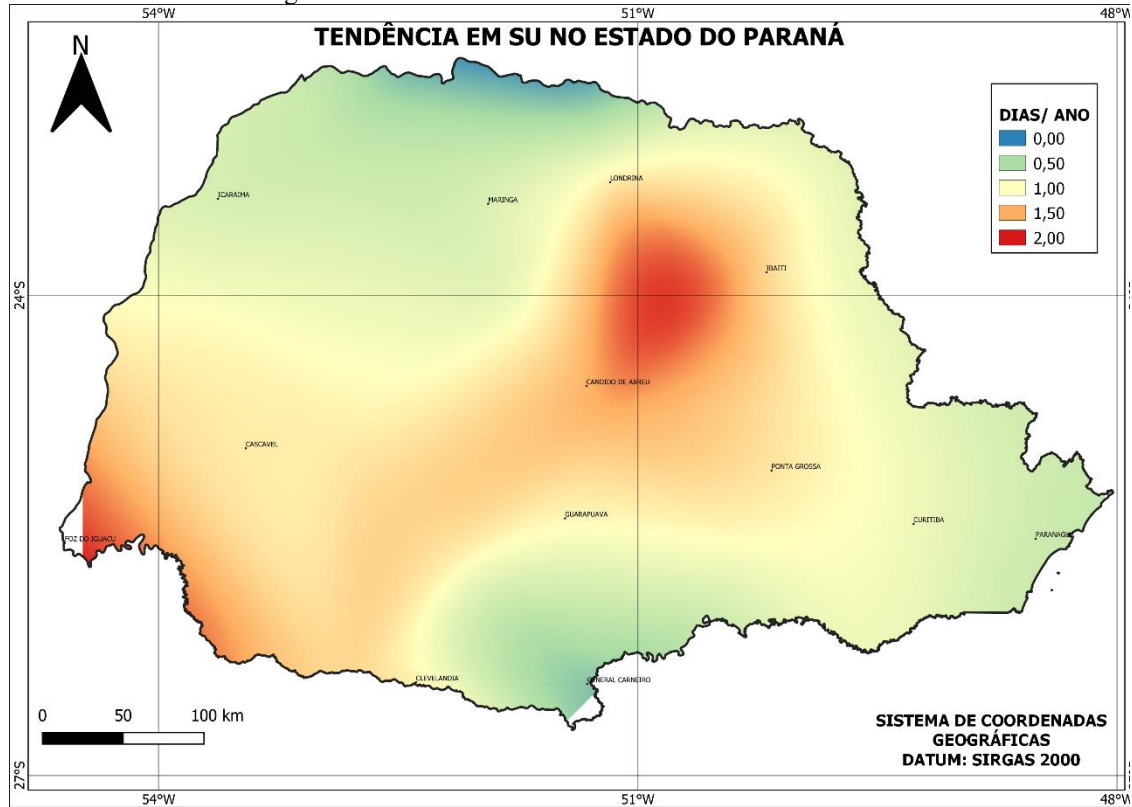 54°W
51°W
48°W
TENDÊNCIA EM SU NO ESTADO DO PARANÁ
N
DIAS/ ANO
0,00
0,50
1,00
1,50
2,00
LONDRINA
ICARAIMA
MARINGA
IBAITI
24°S
CANDIDO DE ABREU
CASCAVEL
PONTA GROSSA
GUARAPUAVA
CURITIBA
FOZ DO IGUACU
CLEVELANDIA
GENERAL CARNEIRO
0 50 100 km
SISTEMA DE COORDENADAS
GEOGRÁFICAS
DATUM: SIRGAS 2000
27°S
54°W
51°W
48°W